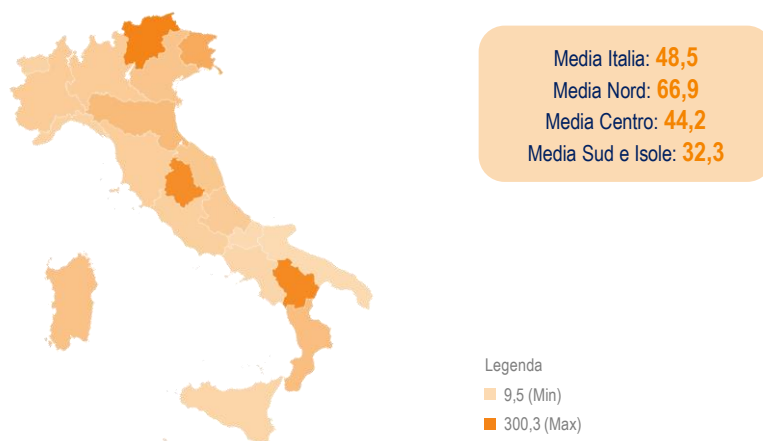 Media Italia: 48,5
Media Nord: 66,9
Media Centro: 44,2
Media Sud e Isole: 32,3
Legenda
9,5 (Min)
300,3 (Max)